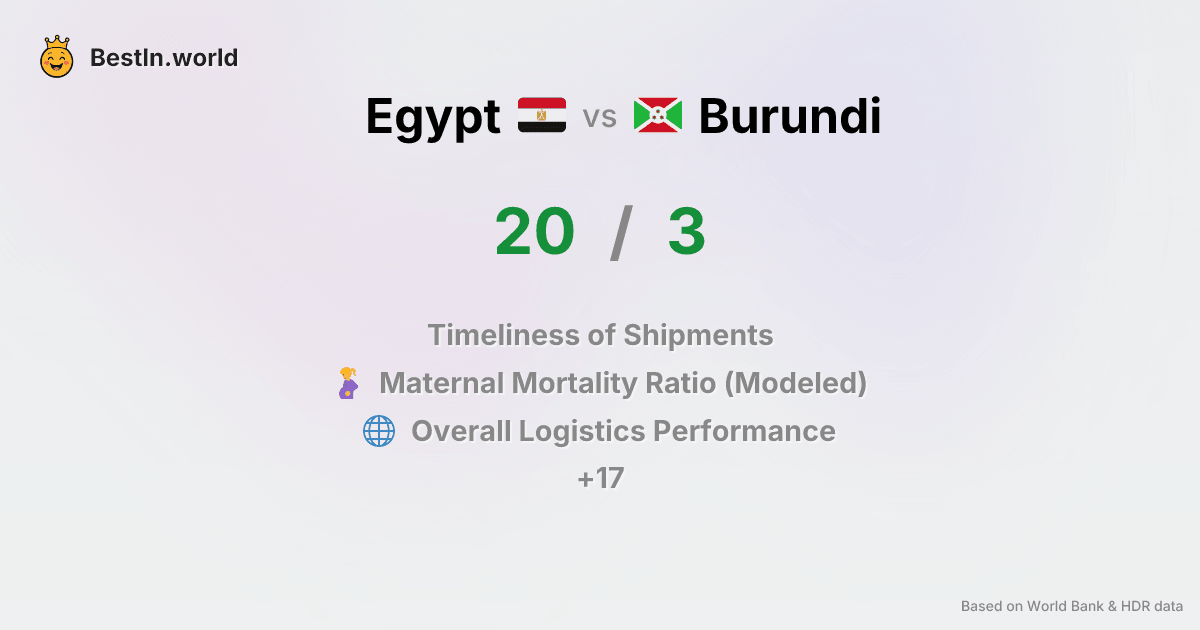 BestIn.world
Egypt vs Burundi
20 / 3
Timeliness of Shipments
Maternal Mortality Ratio (Modeled)
Overall Logistics Performance
+17
Based on World Bank & HDR data